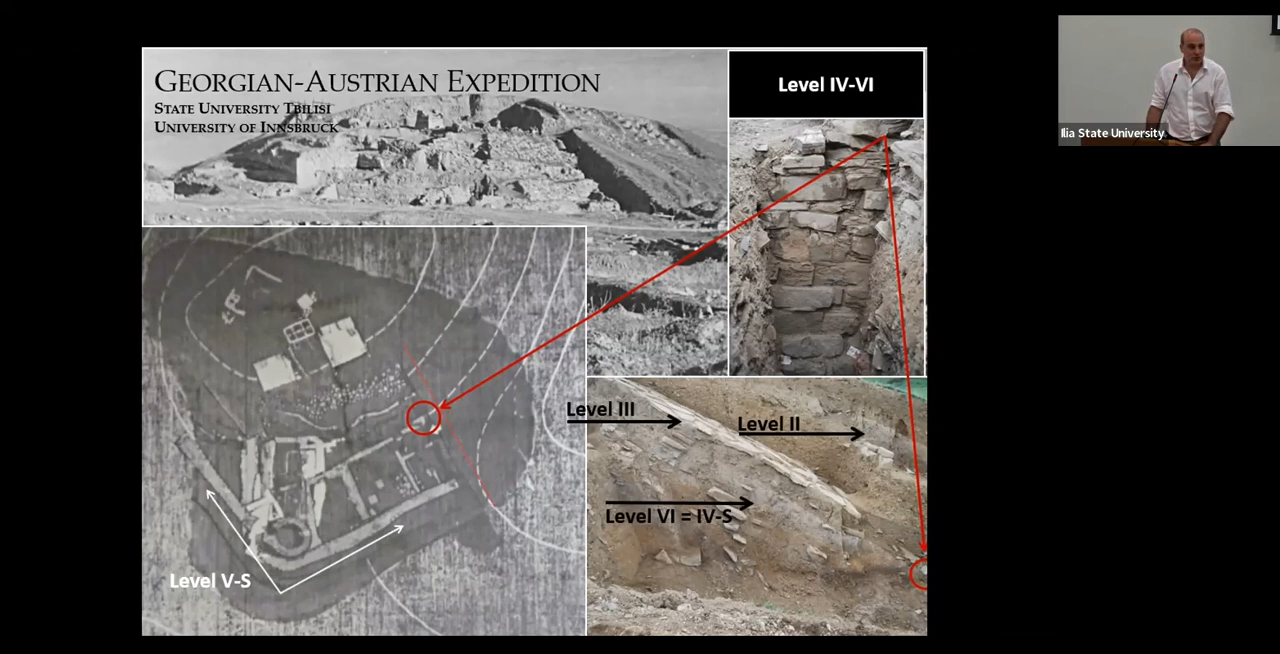 GEORGIAN-AUSTRIAN EXPEDITION
STATE UNIVERSITY TBILISI
UNIVERSITY OF INNSBRUCK
Level IV-VI
Level III
Level II
Level VI = IV-S
Level V-S
Ilia State University